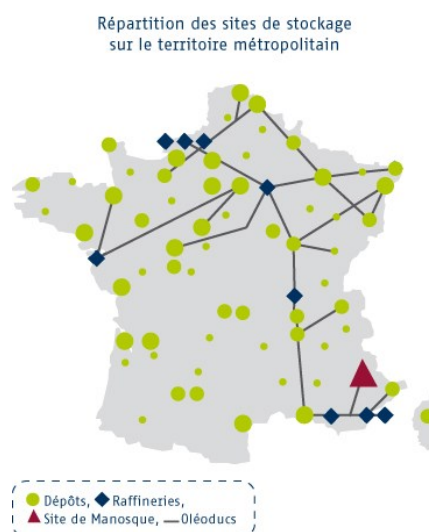 Répartition des sites de stockage
sur le territoire métropolitain
Dépôts, Raffineries,
Site de Manosque, Oléoducs